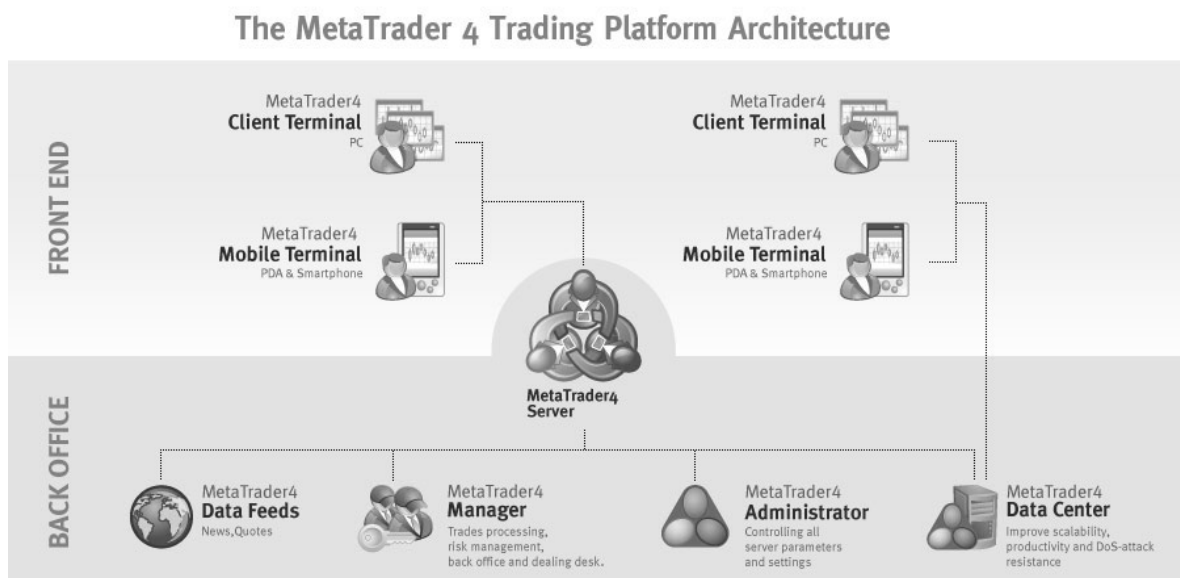 The MetaTrader 4 Trading Platform Architecture
FRONT END
MetaTrader4
Client Terminal
PC
MetaTrader4
Mobile Terminal
PDA & Smartphone
MetaTrader4
Client Terminal
PC
MetaTrader4
Mobile Terminal
PDA & Smartphone
MetaTrader4
Server
BACK OFFICE
MetaTrader4
Data Feeds
News,Quotes
MetaTrader4
Manager
Trades processing,
risk management,
back office and dealing desk.
MetaTrader4
Administrator
Controlling all
server parameters
and settings
MetaTrader4
Data Center
Improve scalability,
productivity and DoS-attack
resistance